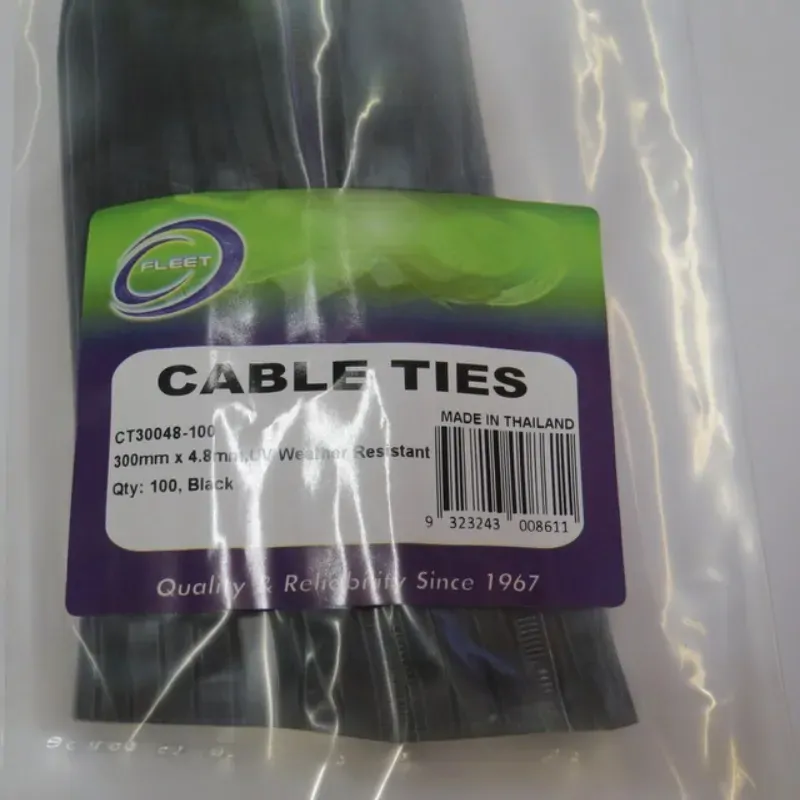 FLEET
CABLE TIES
CT30048-100
300mm x 4.8mm,UV Weather Resistant
Qty: 100, Black
MADE IN THAILAND
9 323243 008611
Quality & Reliability Since 1967